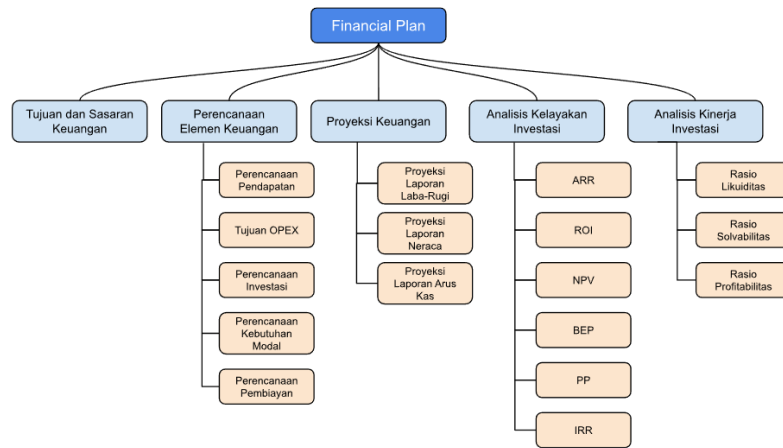 Financial Plan
Tujuan dan Sasaran
Keuangan
Perencanaan
Elemen Keuangan
Proyeksi Keuangan
Analisis Kelayakan
Investasi
Analisis Kinerja
Investasi
Perencanaan
Pendapatan
Tujuan OPEX
Perencanaan
Investasi
Perencanaan
Kebutuhan
Modal
Perencanaan
Pembiayan
Proyeksi
Laporan
Laba-Rugi
Proyeksi
Laporan
Neraca
Proyeksi
Laporan Arus
Kas
ARR
ROI
NPV
BEP
PP
IRR
Rasio
Likuiditas
Rasio
Solvabilitas
Rasio
Profitabilitas